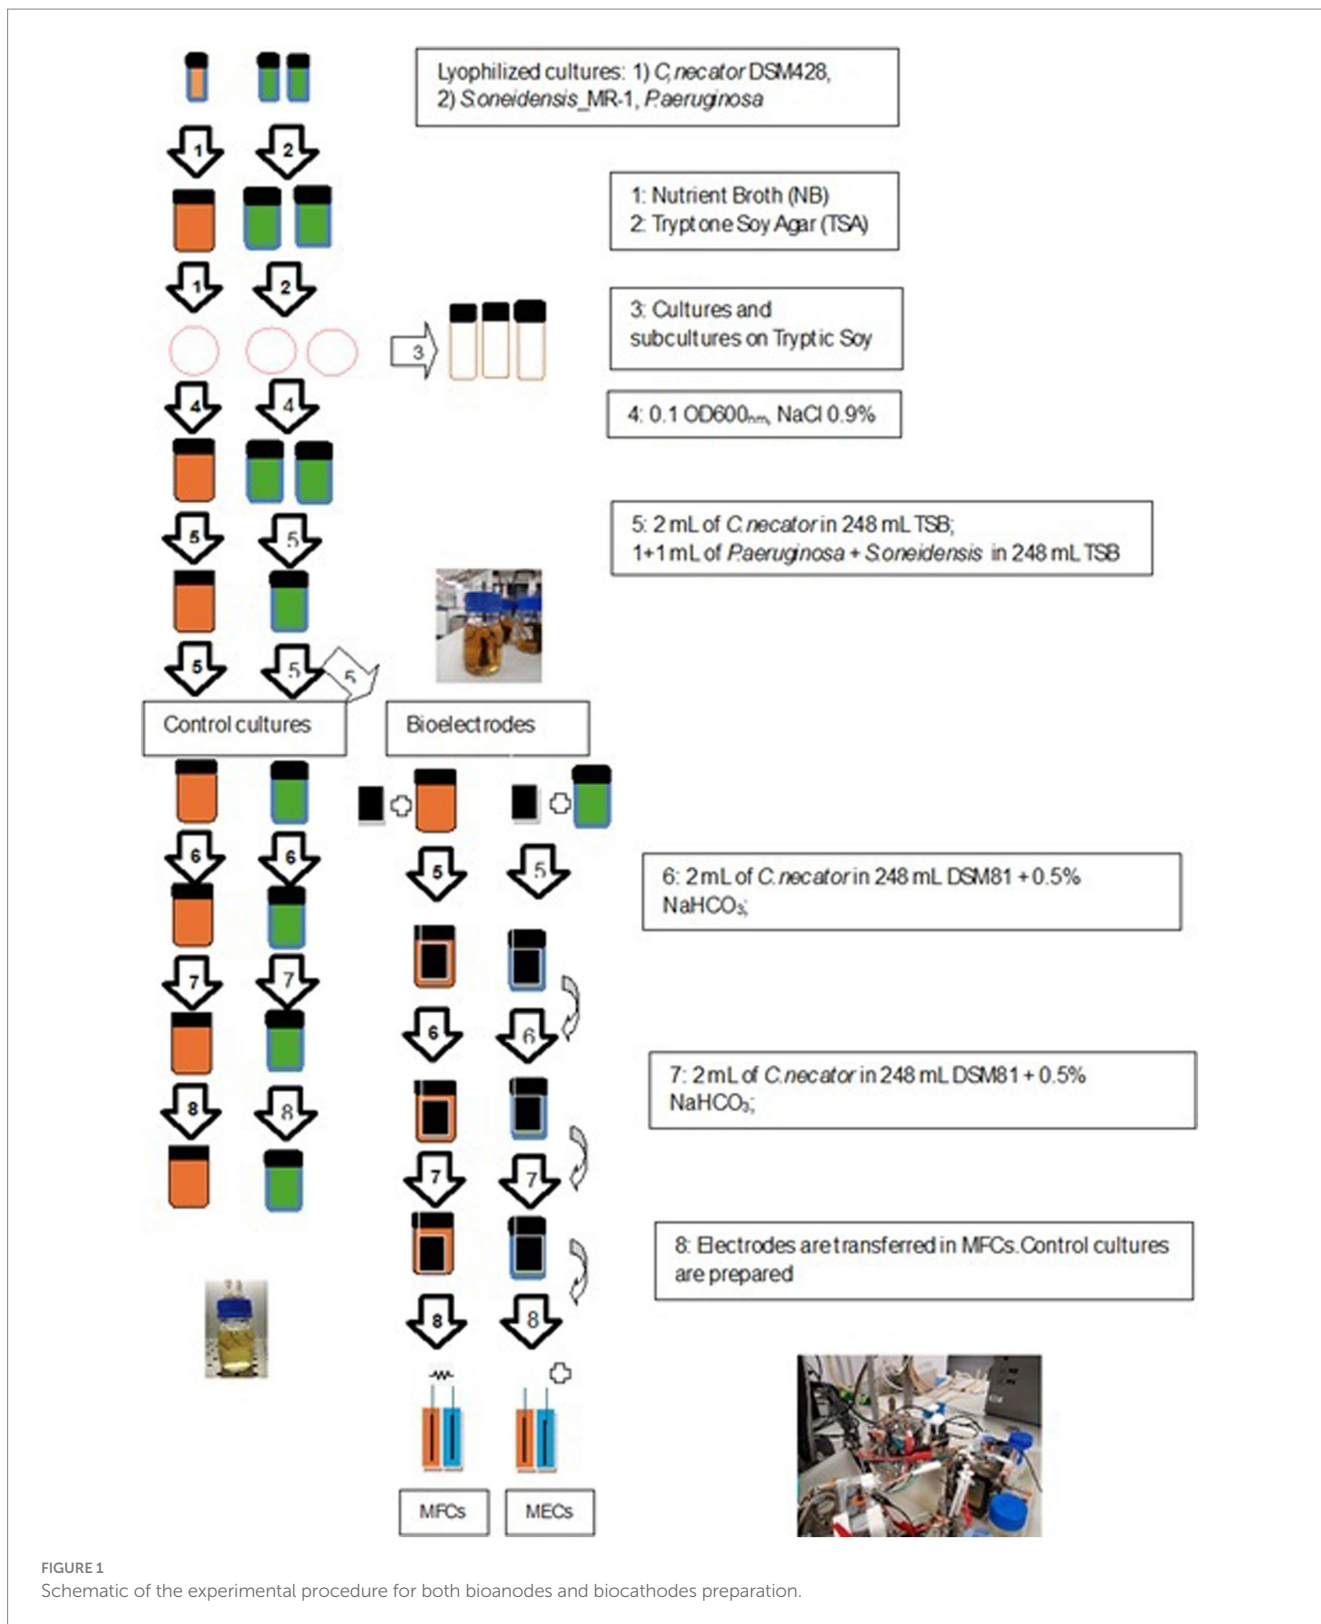 Lyophilized cultures: 1) C,necator DSM428,
2) S.oneidensis_MR-1, P.aeruginosa
1
2
1: Nutrient Broth (NB)
2: Tryptone Soy Agar (TSA)
1
2
3
3: Cultures and
subcultures on Tryptic Soy
4
4
4: 0.1 OD600nm, NaCl 0.9%
5
5
5: 2 mL of C.necator in 248 mL TSB;
1+1 mL of P.aeruginosa + S.oneidensis in 248 mL TSB
5
5
5
Control cultures
Bioelectrodes
6
6
5
5
6: 2 mL of C.necator in 248 mL DSM81 + 0.5%
NaHCO₃;
7
7
6
6
7: 2 mL of C.necator in 248 mL DSM81 + 0.5%
NaHCO₃;
8
8
7
7
8: Electrodes are transferred in MFCs.Control cultures
are prepared
8
8
MFCs
MECs
FIGURE 1
Schematic of the experimental procedure for both bioanodes and biocathodes preparation.